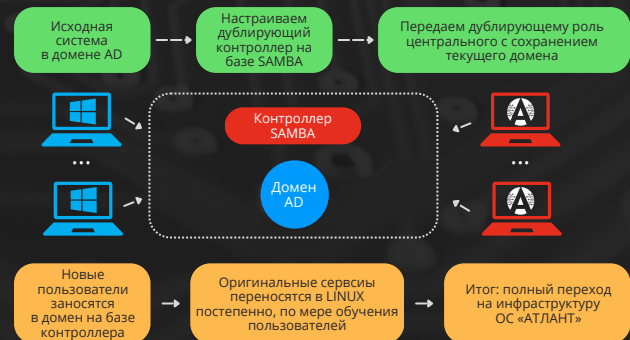 Исходная
система
в домене AD
Настраиваем
дублирующий
контроллер на
базе SAMBA
Передаем дублирующему роль
центрального с сохранением
текущего домена
Контроллер
SAMBA
Домен
AD
Новые
пользователи
заносятся
в домен на базе
контроллера
Оригинальные сервсиы
переносятся в LINUX
постепенно, по мере обучения
пользователей
Итог: полный переход
на инфраструктуру
ОС «АТЛАНТ»